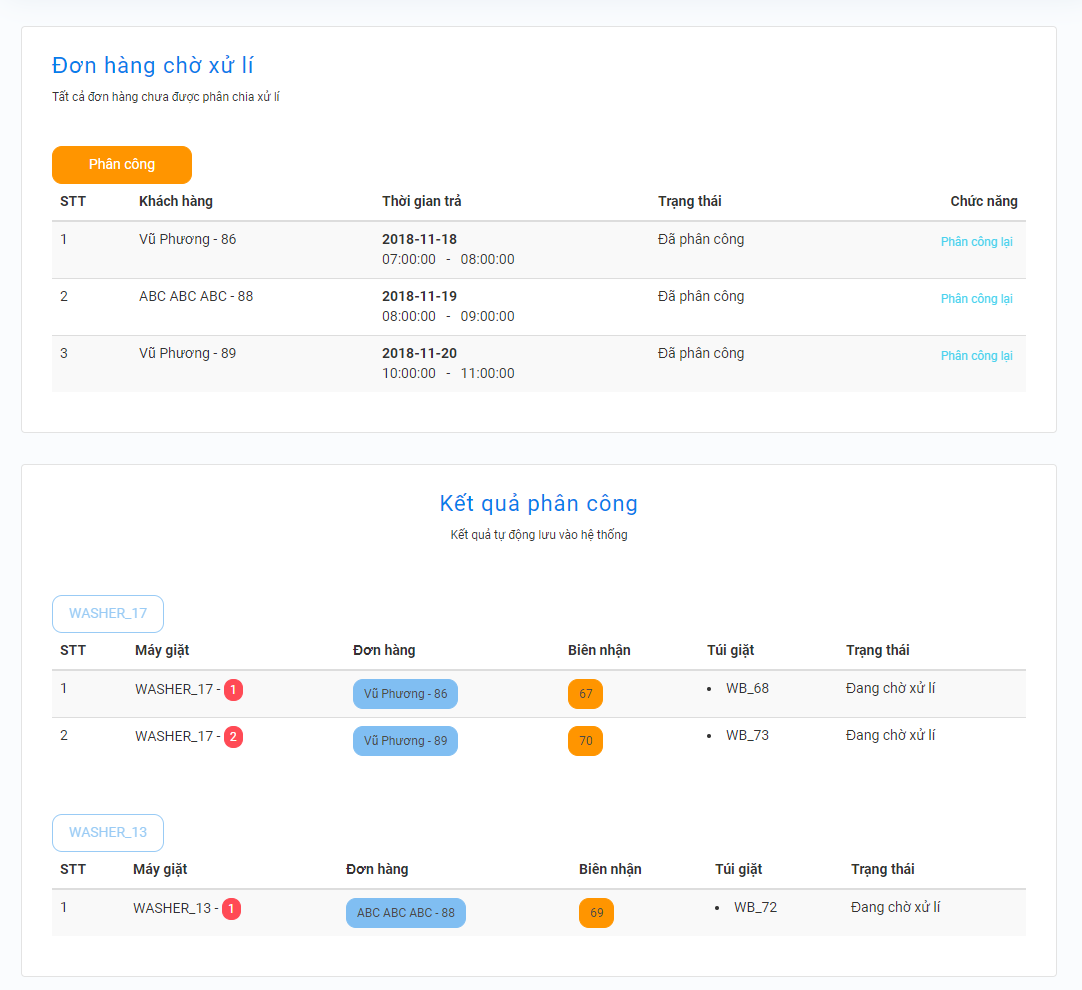 Đơn hàng chờ xử lí
Tất cả đơn hàng chưa được phân chia xử lí
Phân công
STT Khách hàng Thời gian trả Trạng thái Chức năng
1 Vũ Phương - 86 2018-11-18 Đã phân công Phân công lại
07:00:00 - 08:00:00
2 ABC ABC ABC - 88 2018-11-19 Đã phân công Phân công lại
08:00:00 - 09:00:00
3 Vũ Phương - 89 2018-11-20 Đã phân công Phân công lại
10:00:00 - 11:00:00
Kết quả phân công
Kết quả tự động lưu vào hệ thống
WASHER_17
STT Máy giặt Đơn hàng Biên nhận Túi giặt Trạng thái
1 WASHER_17 - 1 Vũ Phương - 86 67 • WB_68 Đang chờ xử lí
2 WASHER_17 - 2 Vũ Phương - 89 70 • WB_73 Đang chờ xử lí
WASHER_13
STT Máy giặt Đơn hàng Biên nhận Túi giặt Trạng thái
1 WASHER_13 - 1 ABC ABC ABC - 88 69 • WB_72 Đang chờ xử lí